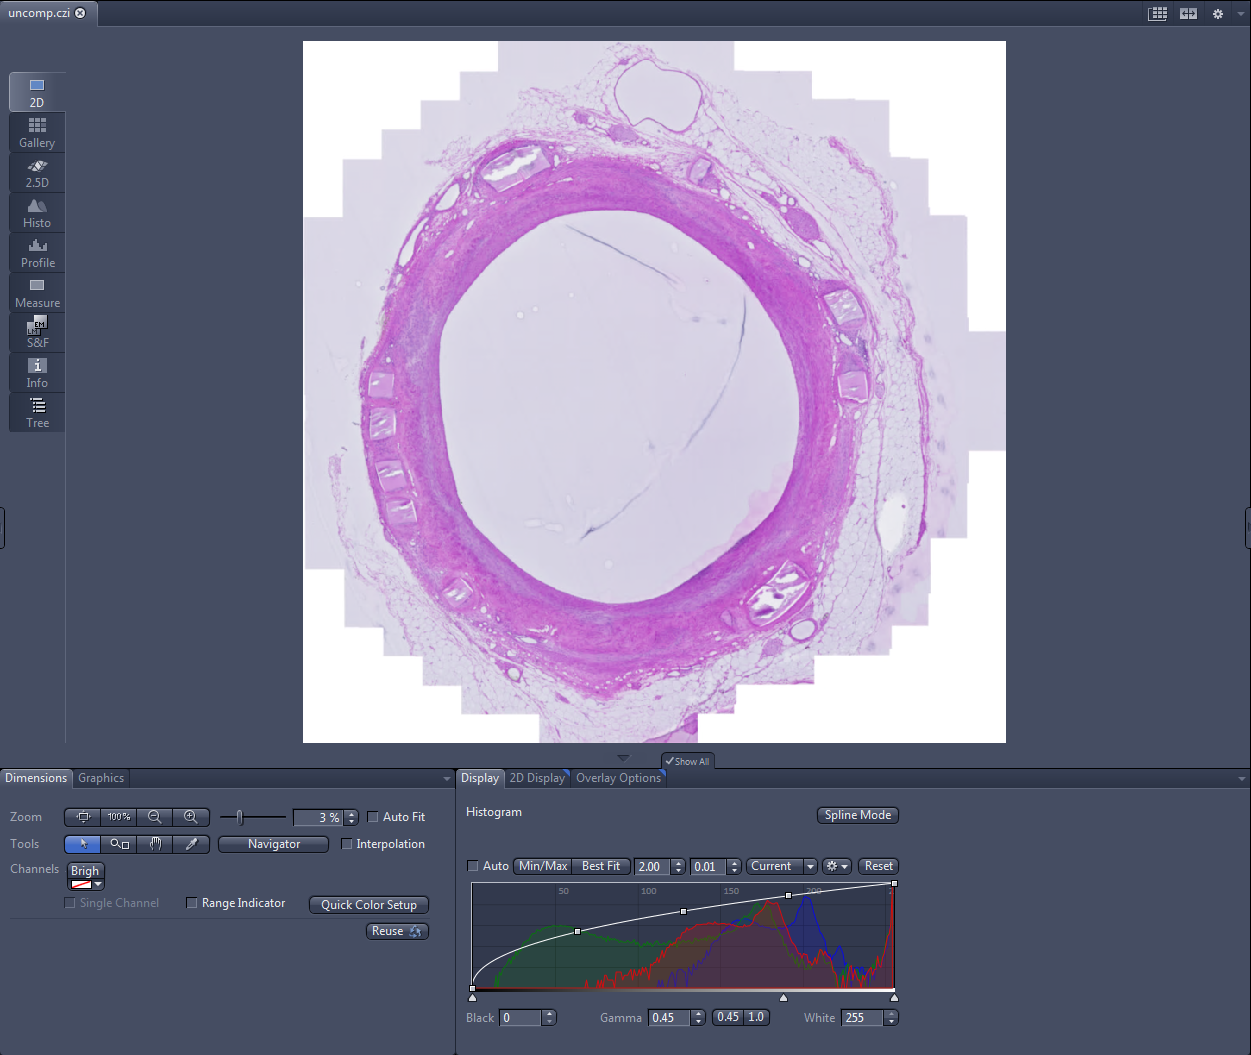 uncomp.czi
2D
Gallery
2.5D
Histo
Profile
Measure
EM
LM
S&F
i
Info
Tree
Show All
Dimensions Graphics
Zoom 100% 3 % Auto Fit
Tools Navigator Interpolation
Channels Brigh
Single Channel Range Indicator Quick Color Setup
Reuse
Display 2D Display Overlay Options
Histogram Spline Mode
Auto Min/Max Best Fit 2.00 0.01 Current Reset
50 100 150 200
Black 0 Gamma 0.45 0.45 1.0 White 255